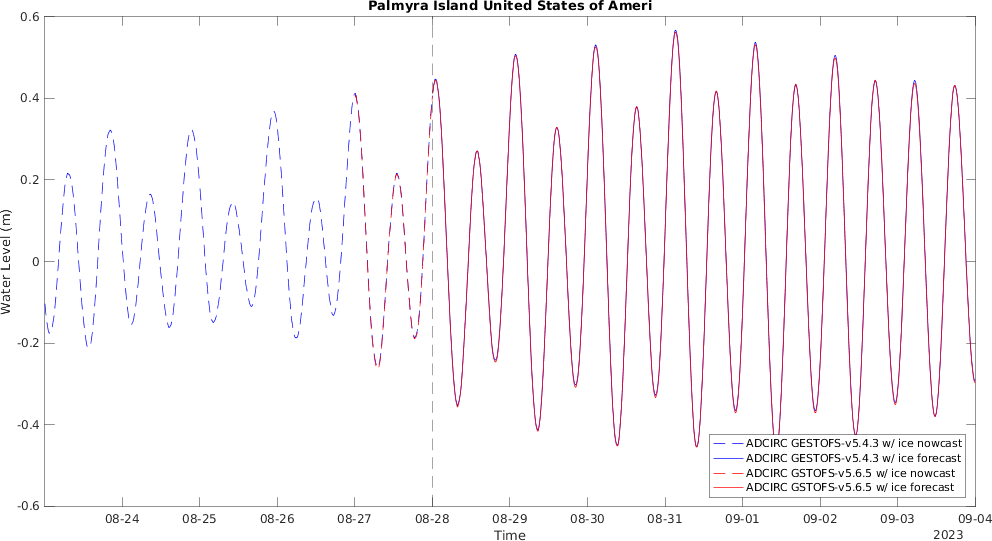 Palmyra Island United States of Ameri
Water Level (m)
0.6
0.4
0.2
0
-0.2
-0.4
-0.6
ADCIRC GESTOFS-v5.4.3 w/ ice nowcast
ADCIRC GESTOFS-v5.4.3 w/ ice forecast
ADCIRC GSTOFS-v5.6.5 w/ ice nowcast
ADCIRC GSTOFS-v5.6.5 w/ ice forecast
08-24 08-25 08-26 08-27 08-28 08-29 08-30 08-31 09-01 09-02 09-03 09-04
Time
2023